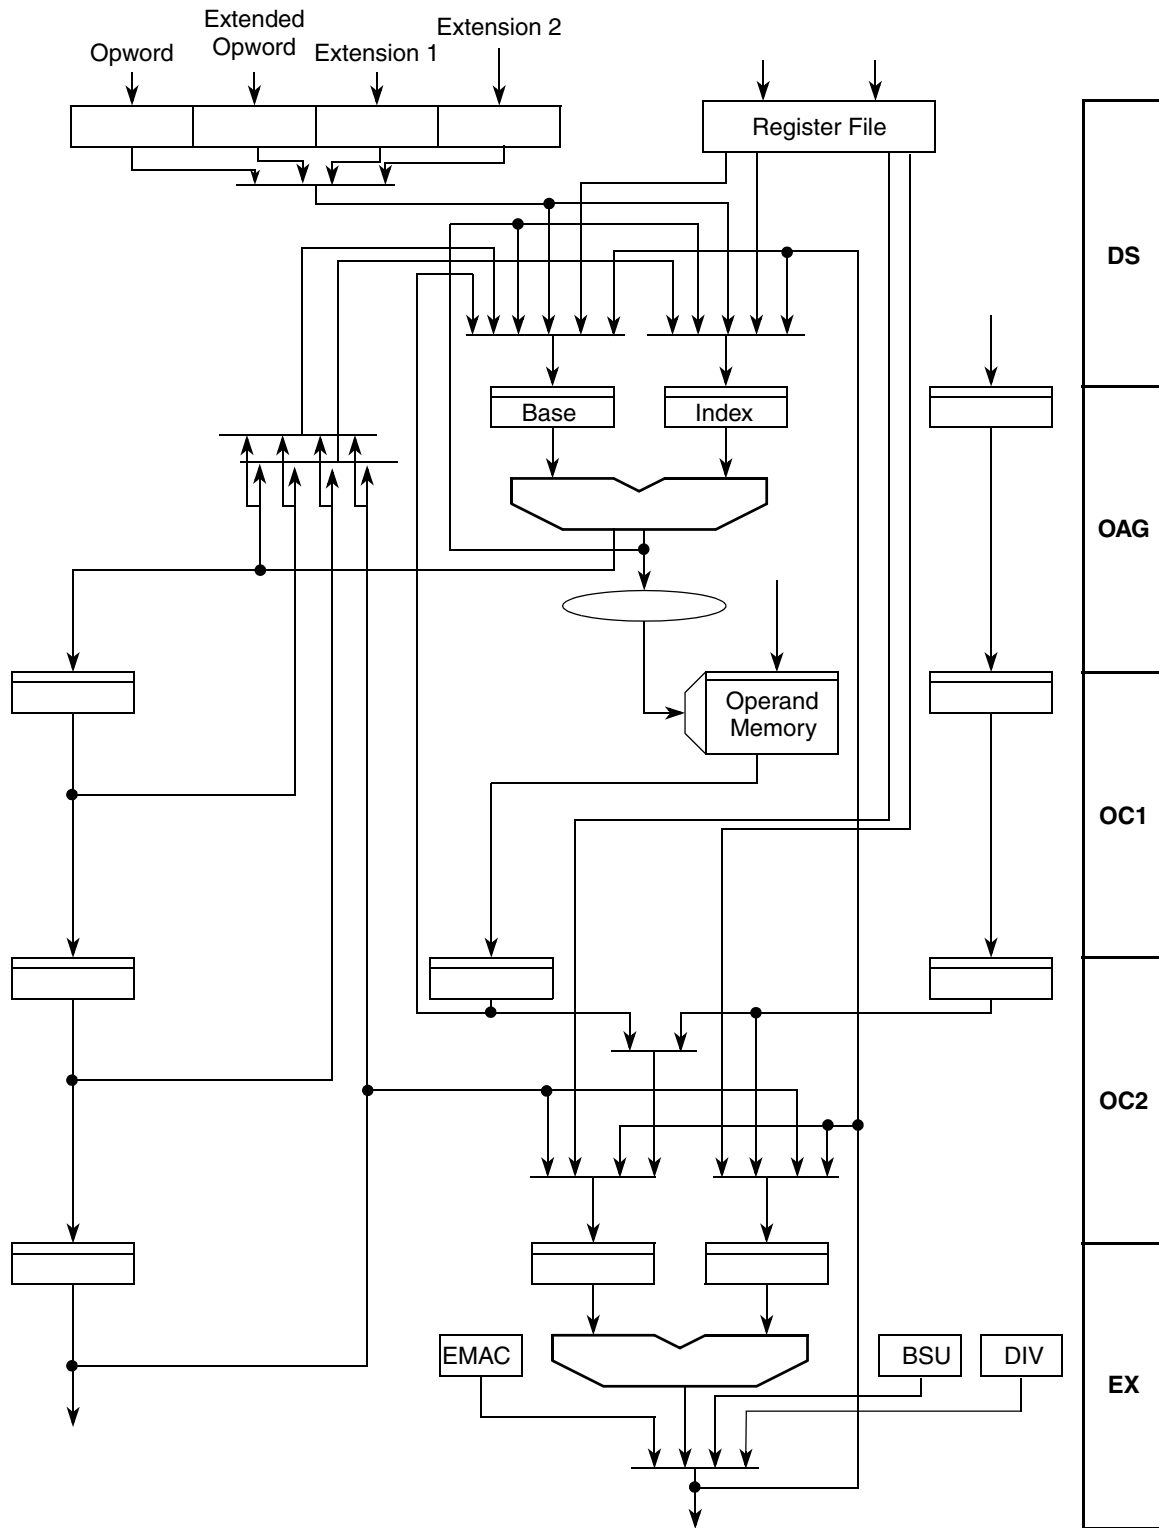 Opword
Extended
Opword
Extension 1
Extension 2
Register File
DS
Base
Index
OAG
Operand
Memory
OC1
OC2
EMAC
BSU
DIV
EX